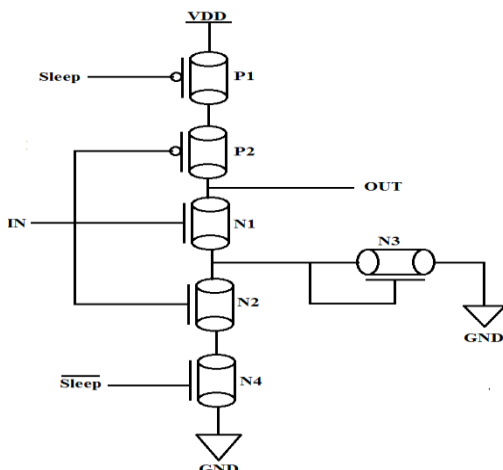 VDD
Sleep
P1
P2
OUT
IN
N1
N3
N2
GND
Sleep
N4
GND